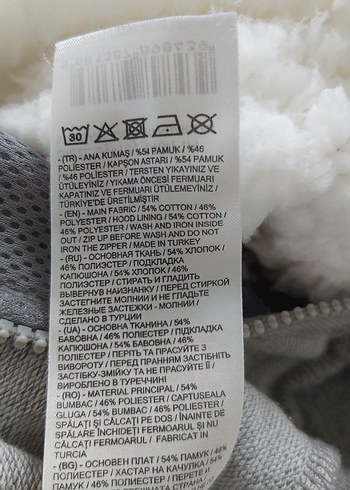 30
- (TR) - ANA KUMAŞ / %54 PAMUK / %46
POLİESTER / KAPŞON ASTARI / %54 PAMUK
/ %46 POLİESTER / TERSTEN YIKAYINIZ VE
ÜTÜLEYİNİZ / YIKAMA ÖNCESİ FERMUARI
KAPATINIZ VE FERMUARI ÜTÜLEMEYİNİZ /
TÜRKİYE'DE ÜRETİLMİŞTİR
- (EN) - MAIN FABRIC / 54% COTTON / 46%
POLYESTER / HOOD LINING / 54% COTTON /
46% POLYESTER / WASH AND IRON INSIDE
OUT / ZIP UP BEFORE WASH AND DO NOT
IRON THE ZIPPER / MADE IN TURKEY
- (RU) - ОСНОВНАЯ ТКАНЬ / 54% ХЛОПОК /
46% ПОЛИЭСТЕР / ПОДКЛАДКА
КАПЮШОНА / 54% ХЛОПОК / 46%
ПОЛИЭСТЕР / СТИРАТЬ И ГЛАДИТЬ
ВЫВЕРНУВ НАИЗНАНКУ / ПЕРЕД СТИРКОЙ
ЗАСТЕГНИТЕ МОЛНИИ И НЕ ГЛАДЬТЕ
ЖЕЛЕЗНЫЕ ЗАСТЕЖКИ - МОЛНИИ /
СДЕЛАНО В ТУРЦИИ
- (UA) - ОСНОВНА ТКАНИНА / 54%
БАВОВНА / 46% ПОЛІЕСТЕР / ПІДКЛАДКА
КАПЮШОНА / 54% БАВОВНА / 46%
ПОЛІЕСТЕР / ПЕРІТЬ ТА ПРАСУЙТЕ З
ВИВОРОТУ / ПЕРЕД ПРАННЯМ ЗАСТІБНІТЬ
ЗАСТІБКУ-ЗМІЙКУ ТА НЕ ПРАСУЙТЕ ЇЇ /
ВИРОБЛЕНО В ТУРЕЧЧИНІ
- (RO) - MATERIAL PRINCIPAL / 54%
BUMBAC / 46% POLIESTER / CAPTUSEALA
GLUGA / 54% BUMBAC / 46% POLIESTER /
SPĂLAȚI ȘI CĂLCAȚI PE DOS / ÎNAINTE DE
SPĂLARE ÎNCHIDEȚI FERMOARUL ȘI NU
CĂLCAȚI FERMOARUL / FABRICAT IN
TURCIA
- (BG) - ОСНОВЕН ПЛАТ / 54% ПАМУК / 46%
ПОЛИЕСТЕР / ХАСТАР НА КАЧУЛКА / 54%
ПАМУК / 46% ПОЛИЕСТЕР /